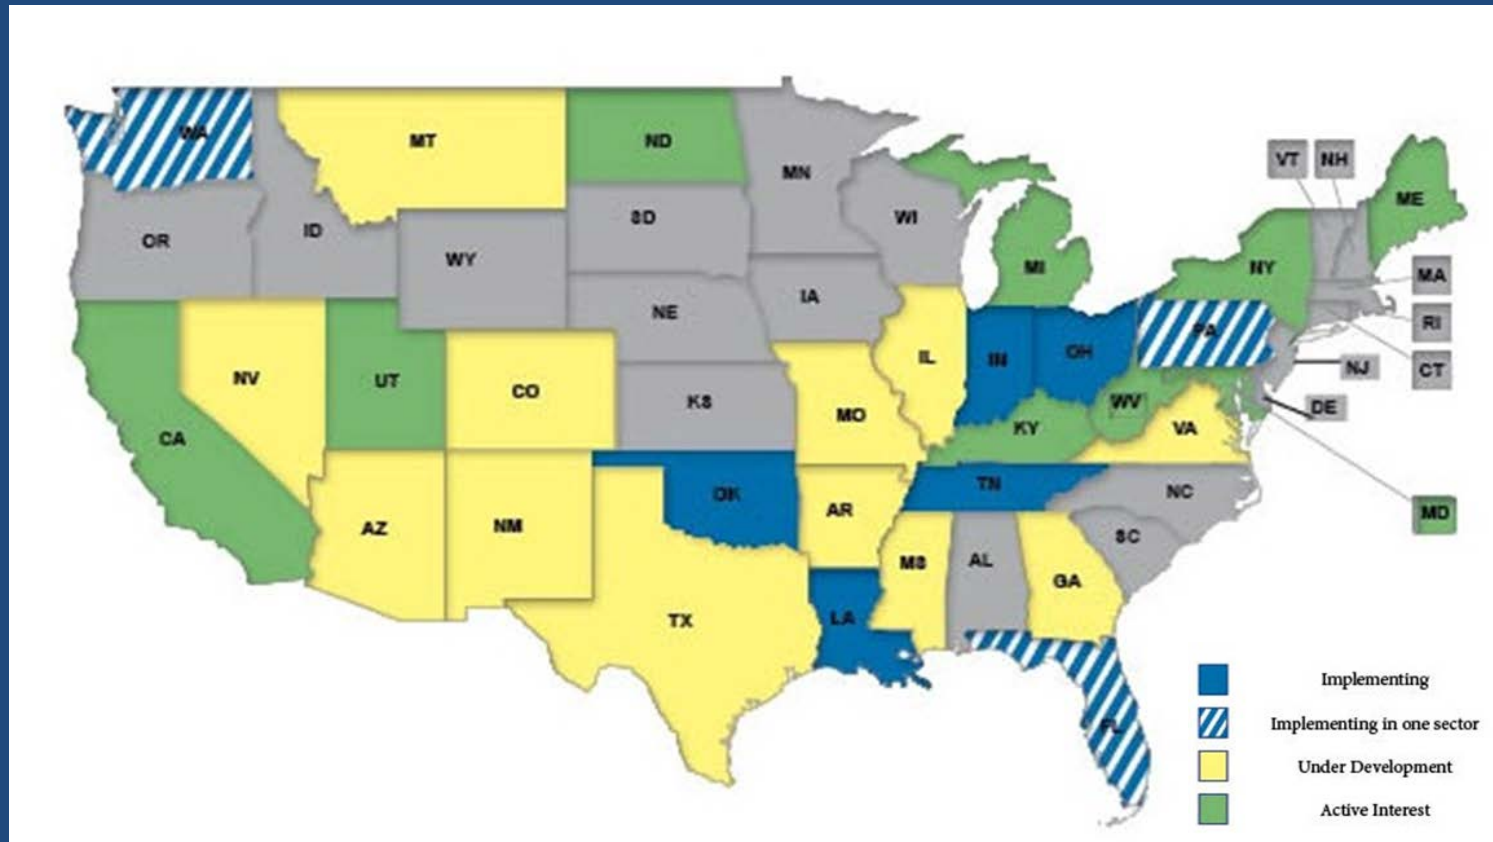 WA
MT
ND
MN
VT
NH
ME
OR
ID
SD
WI
WY
MI
NY
MA
IA
NE
RI
PA
NV
UT
CO
IL
IN
OH
NJ
CT
KS
MO
WV
DE
CA
KY
VA
OK
TN
NC
AZ
NM
AR
MD
SC
MS
AL
GA
TX
LA
FL
Implementing
Implementing in one sector
Under Development
Active Interest